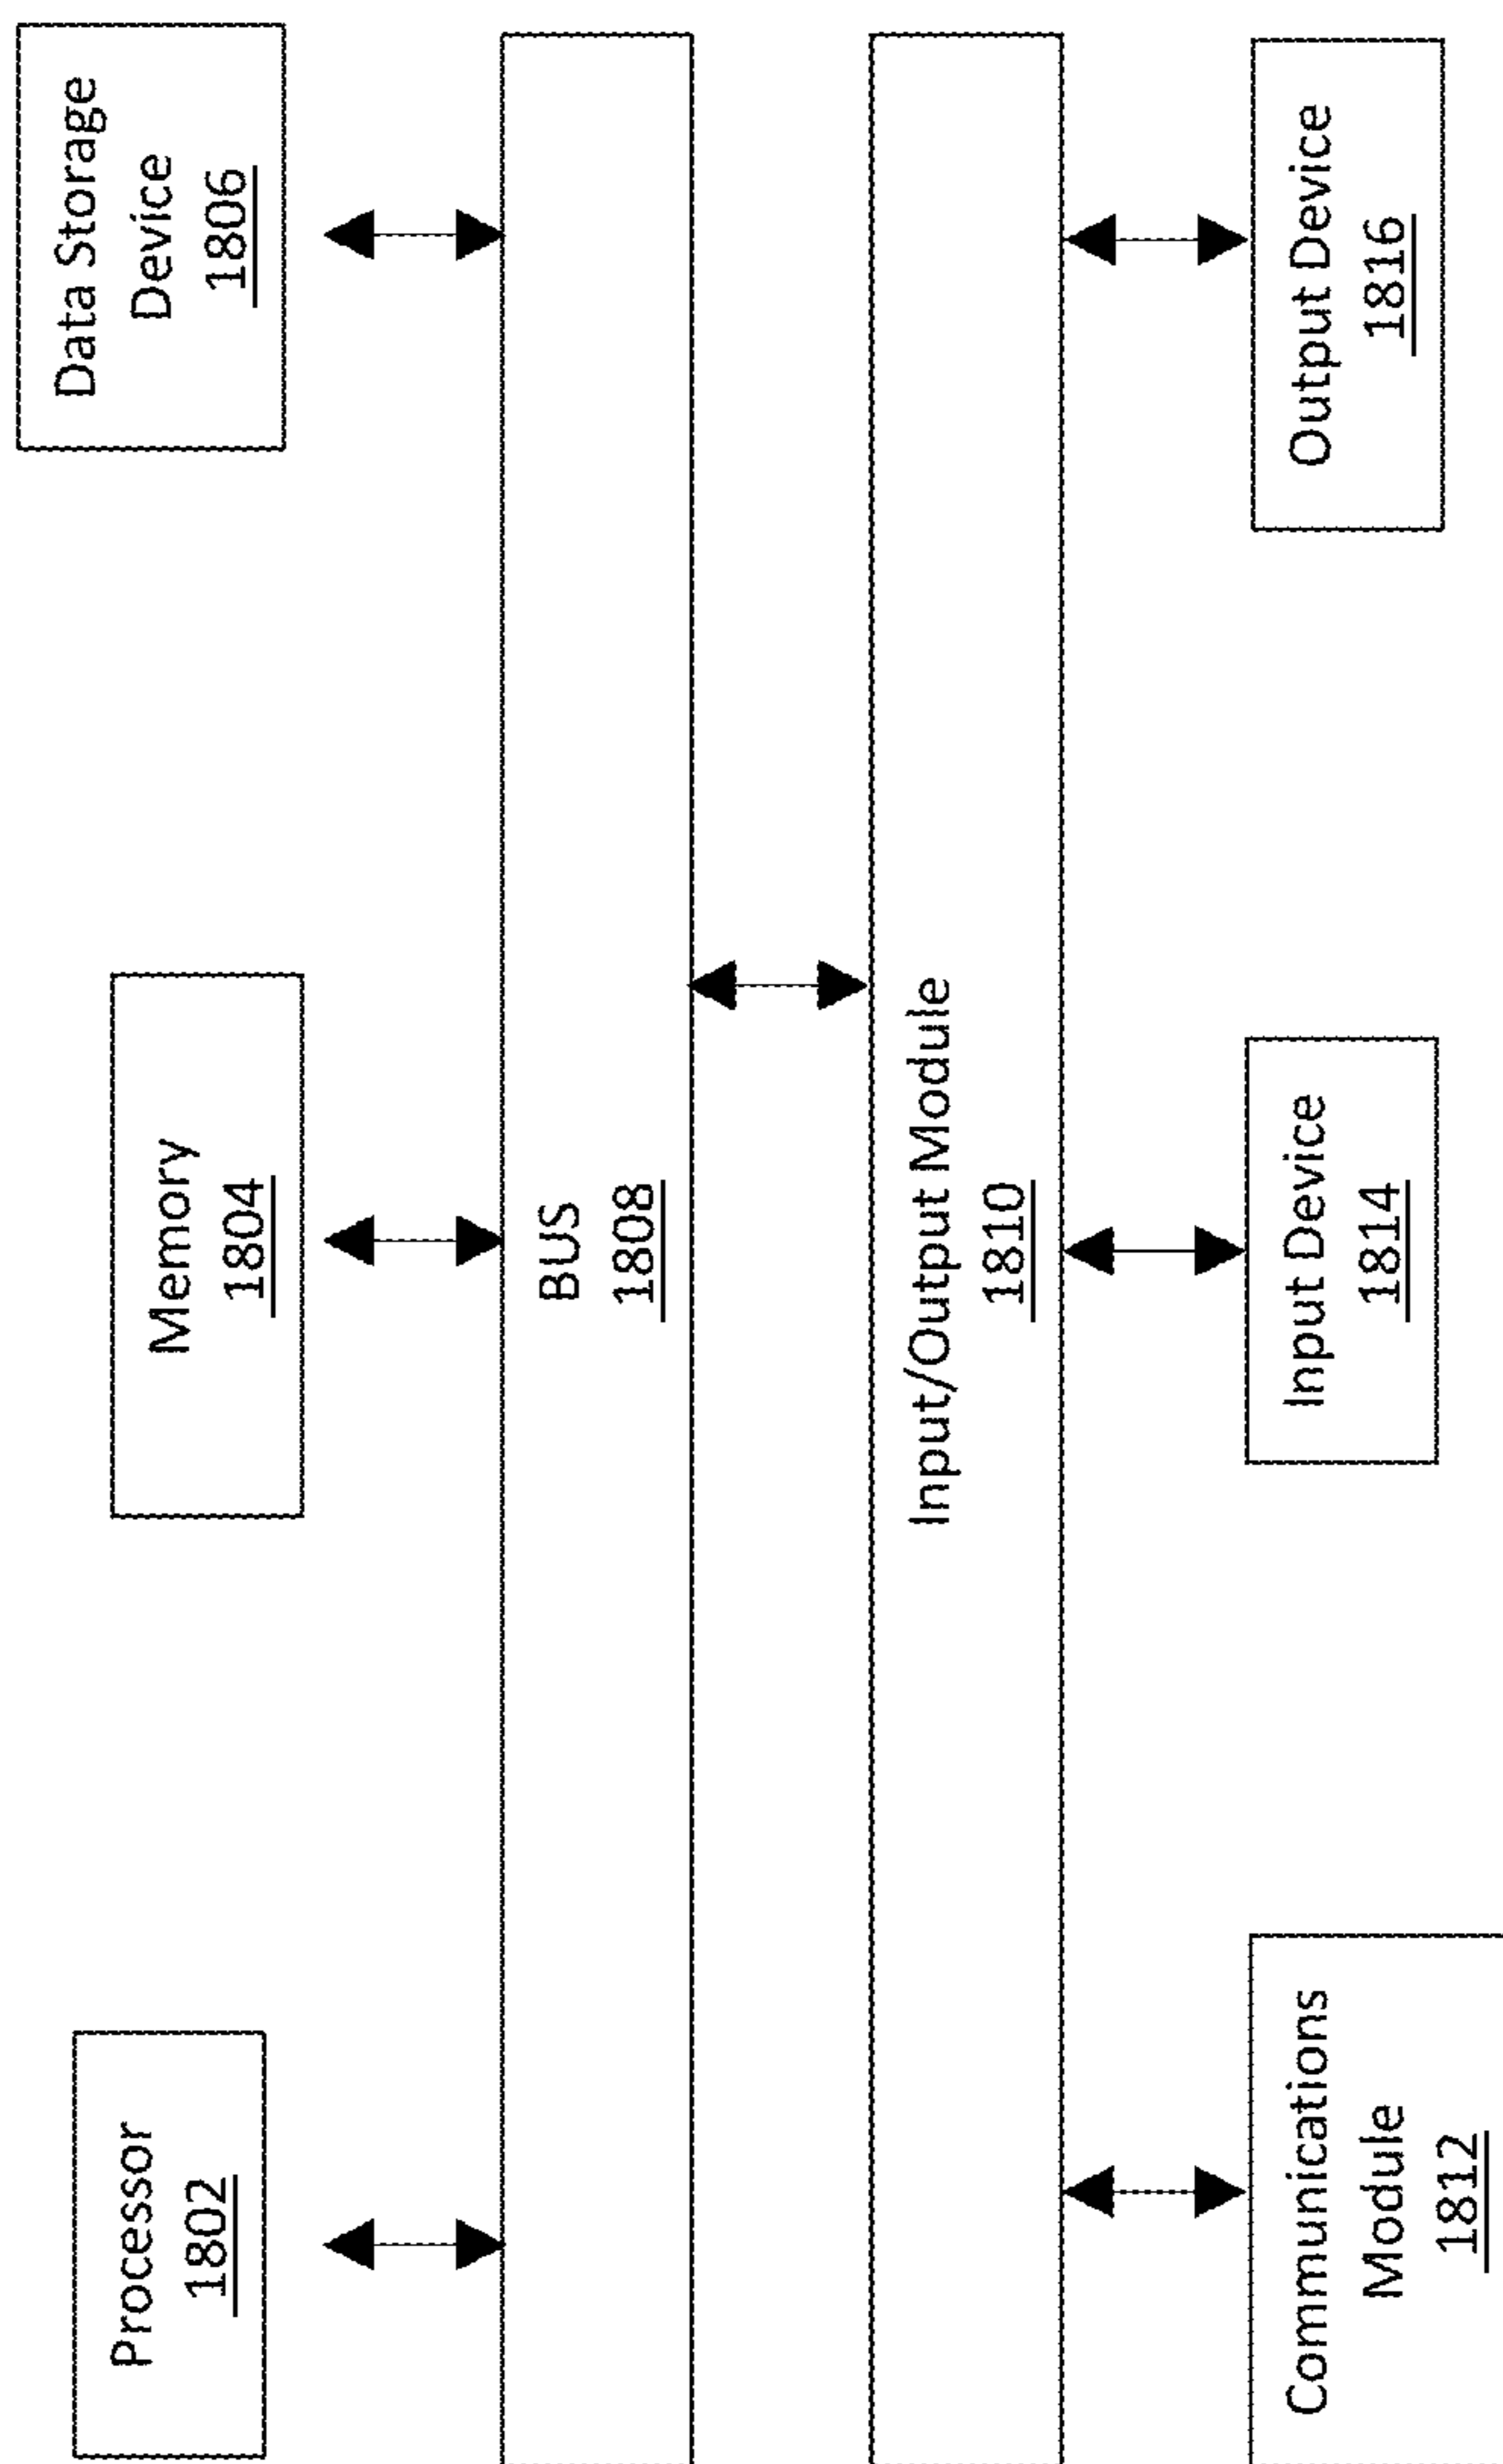 Processor
1802
Memory
1804
Data Storage
Device
1806
BUS
1808
Input/Output Module
1810
Communications
Module
1812
Input Device
1814
Output Device
1816